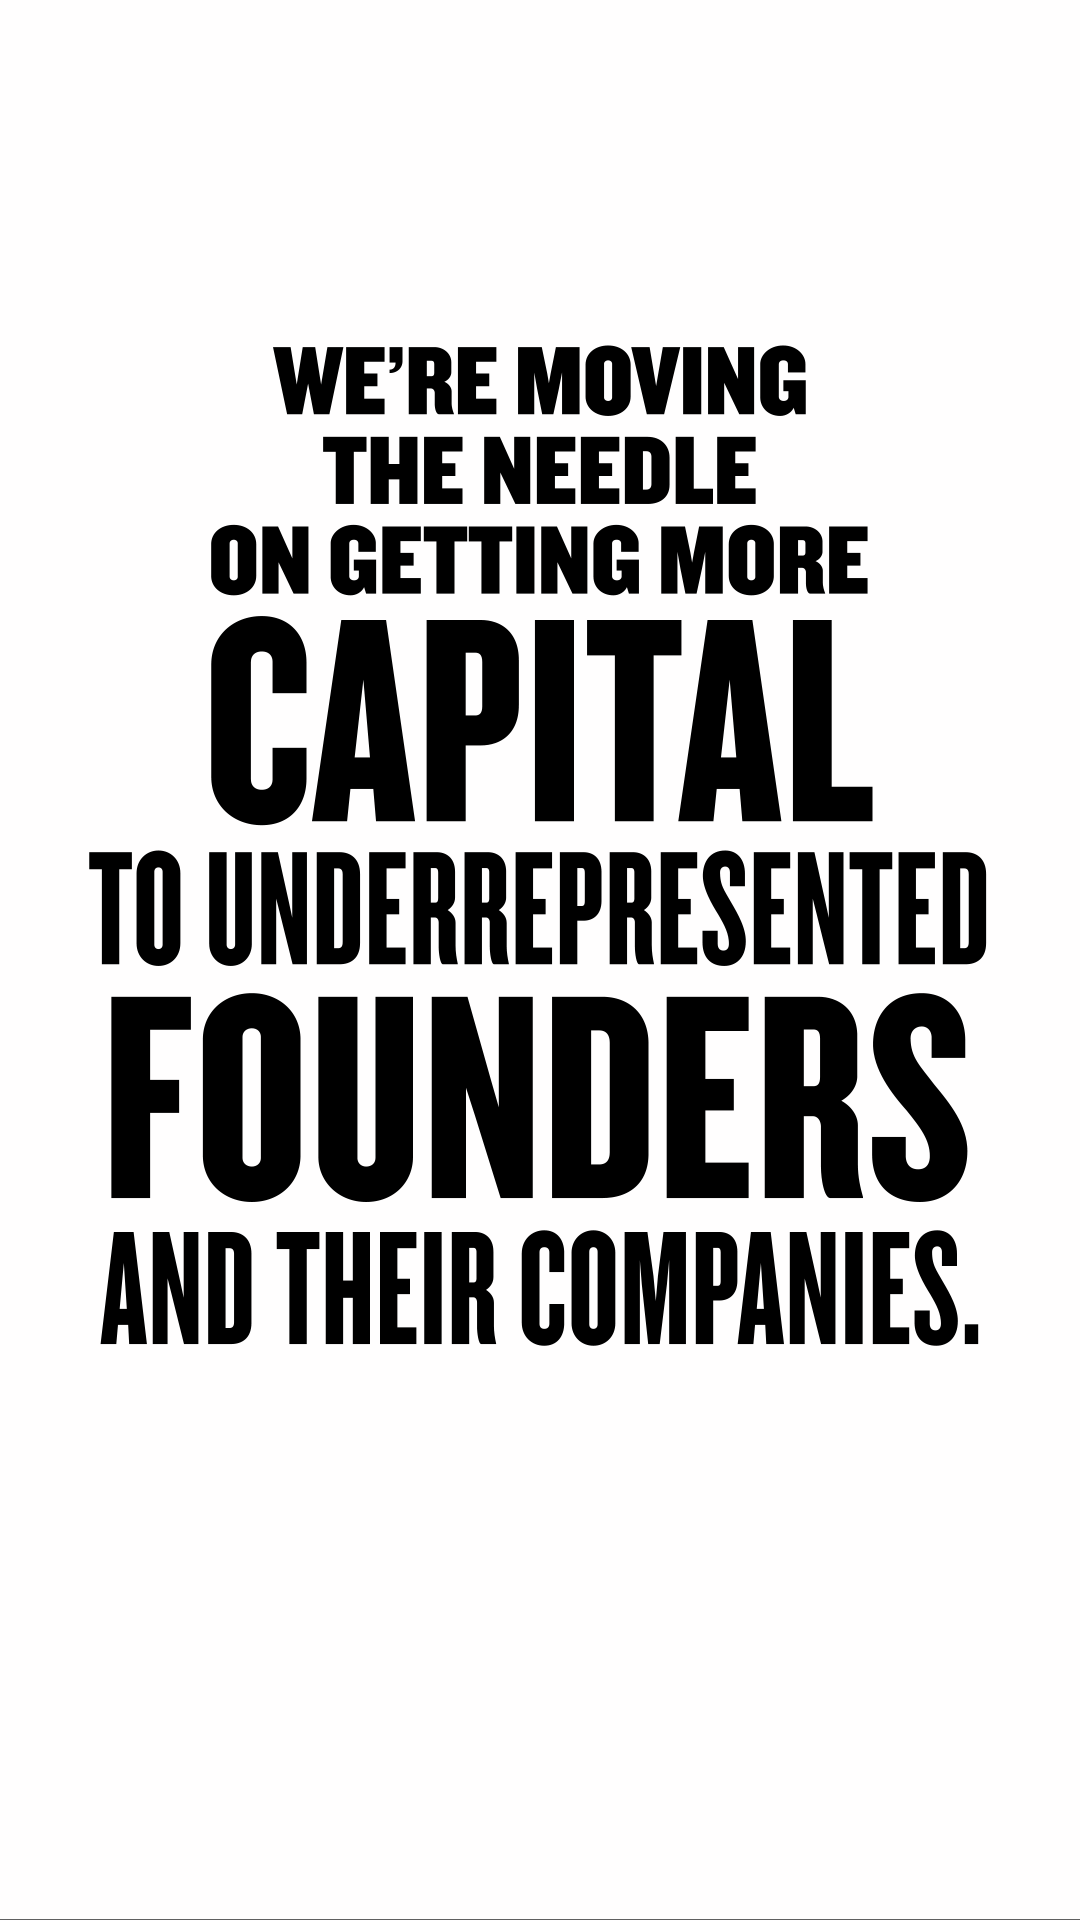 WE’RE MOVING
THE NEEDLE
ON GETTING MORE
CAPITAL
TO UNDERREPRESENTED
FOUNDERS
AND THEIR COMPANIES.